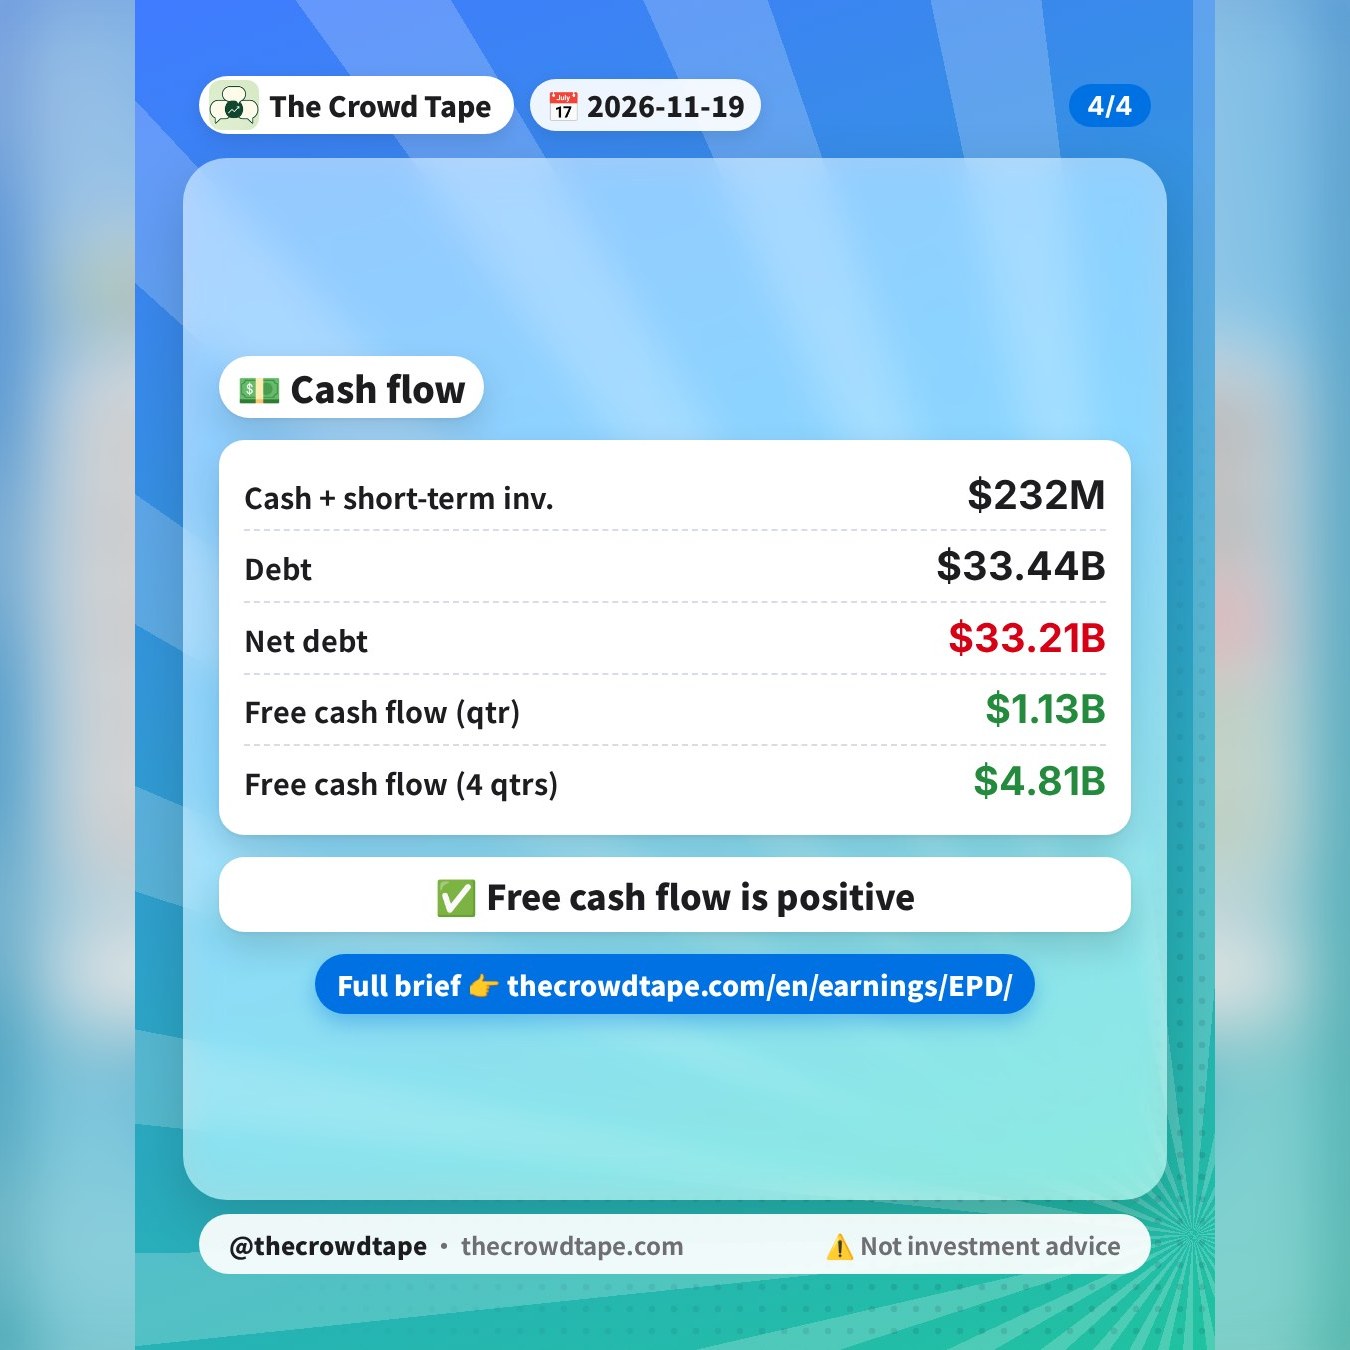 The Crowd Tape
📅 2026-11-19
4/4
💵 Cash flow
Cash + short-term inv. $232M
Debt $33.44B
Net debt $33.21B
Free cash flow (qtr) $1.13B
Free cash flow (4 qtrs) $4.81B
✅ Free cash flow is positive
Full brief 👉 thecrowdtape.com/en/earnings/EPD/
@thecrowdtape • thecrowdtape.com
⚠️ Not investment advice